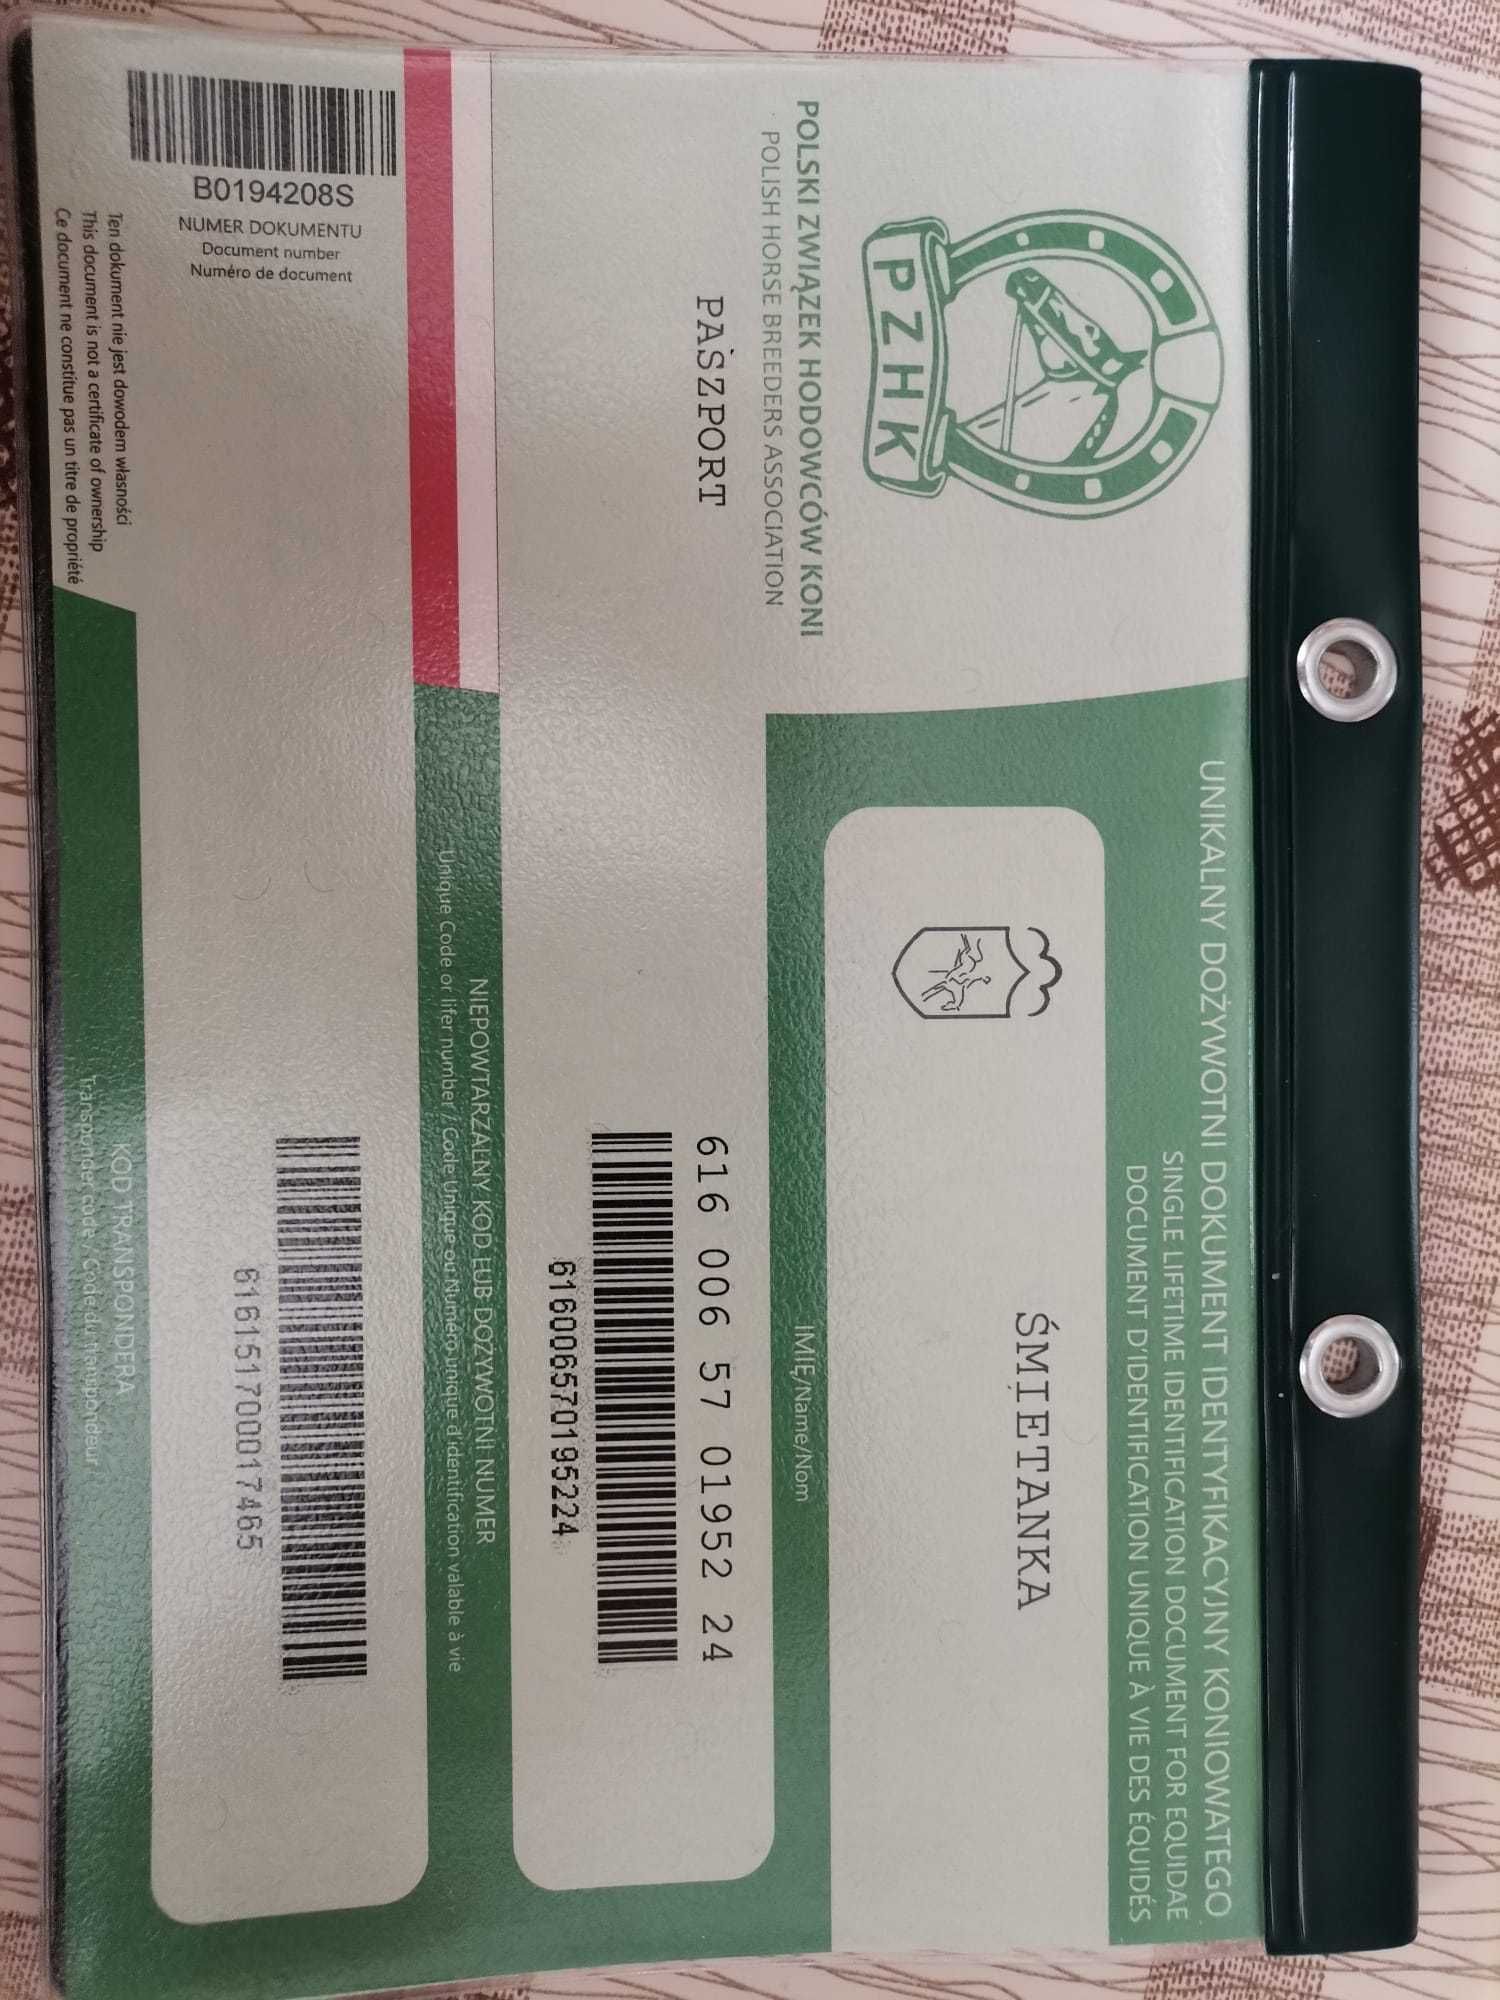 UNIKALNY DOŻYWOTNI DOKUMENT IDENTYFIKACYJNY KONIOWATEGO
SINGLE LIFETIME IDENTIFICATION DOCUMENT FOR EQUIDAE
DOCUMENT D'IDENTIFICATION UNIQUE À VIE DES ÉQUIDÉS
PZHK
POLSKI ZWIĄZEK HODOWCÓW KONI
POLISH HORSE BREEDERS ASSOCIATION
PASZPORT
ŚMIETANKA
IMIĘ/Name/Nom
616 006 57 01952 24
616006570195224
NIEPOWTARZALNY KOD LUB DOŻYWOTNI NUMER
Unique Code or lifer number / Code Unique ou Numéro unique d'identification valable à vie
616151700017465
KOD TRANSPONDERA
Transponder code / Code du transpondeur
B0194208S
NUMER DOKUMENTU
Document number
Numéro de document
Ten dokument nie jest dowodem własności
This document is not a certificate of ownership
Ce document ne constitue pas un titre de propriété